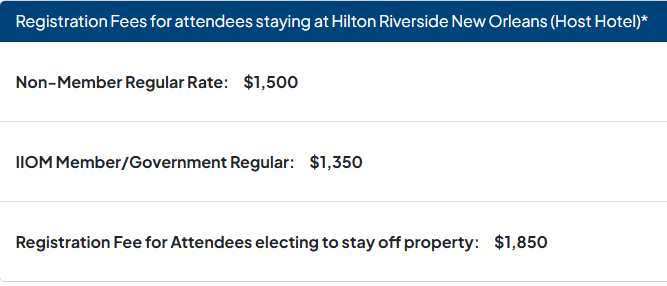 Registration Fees for attendees staying at Hilton Riverside New Orleans (Host Hotel)*
Non-Member Regular Rate: $1,500
IIOM Member/Government Regular: $1,350
Registration Fee for Attendees electing to stay off property: $1,850